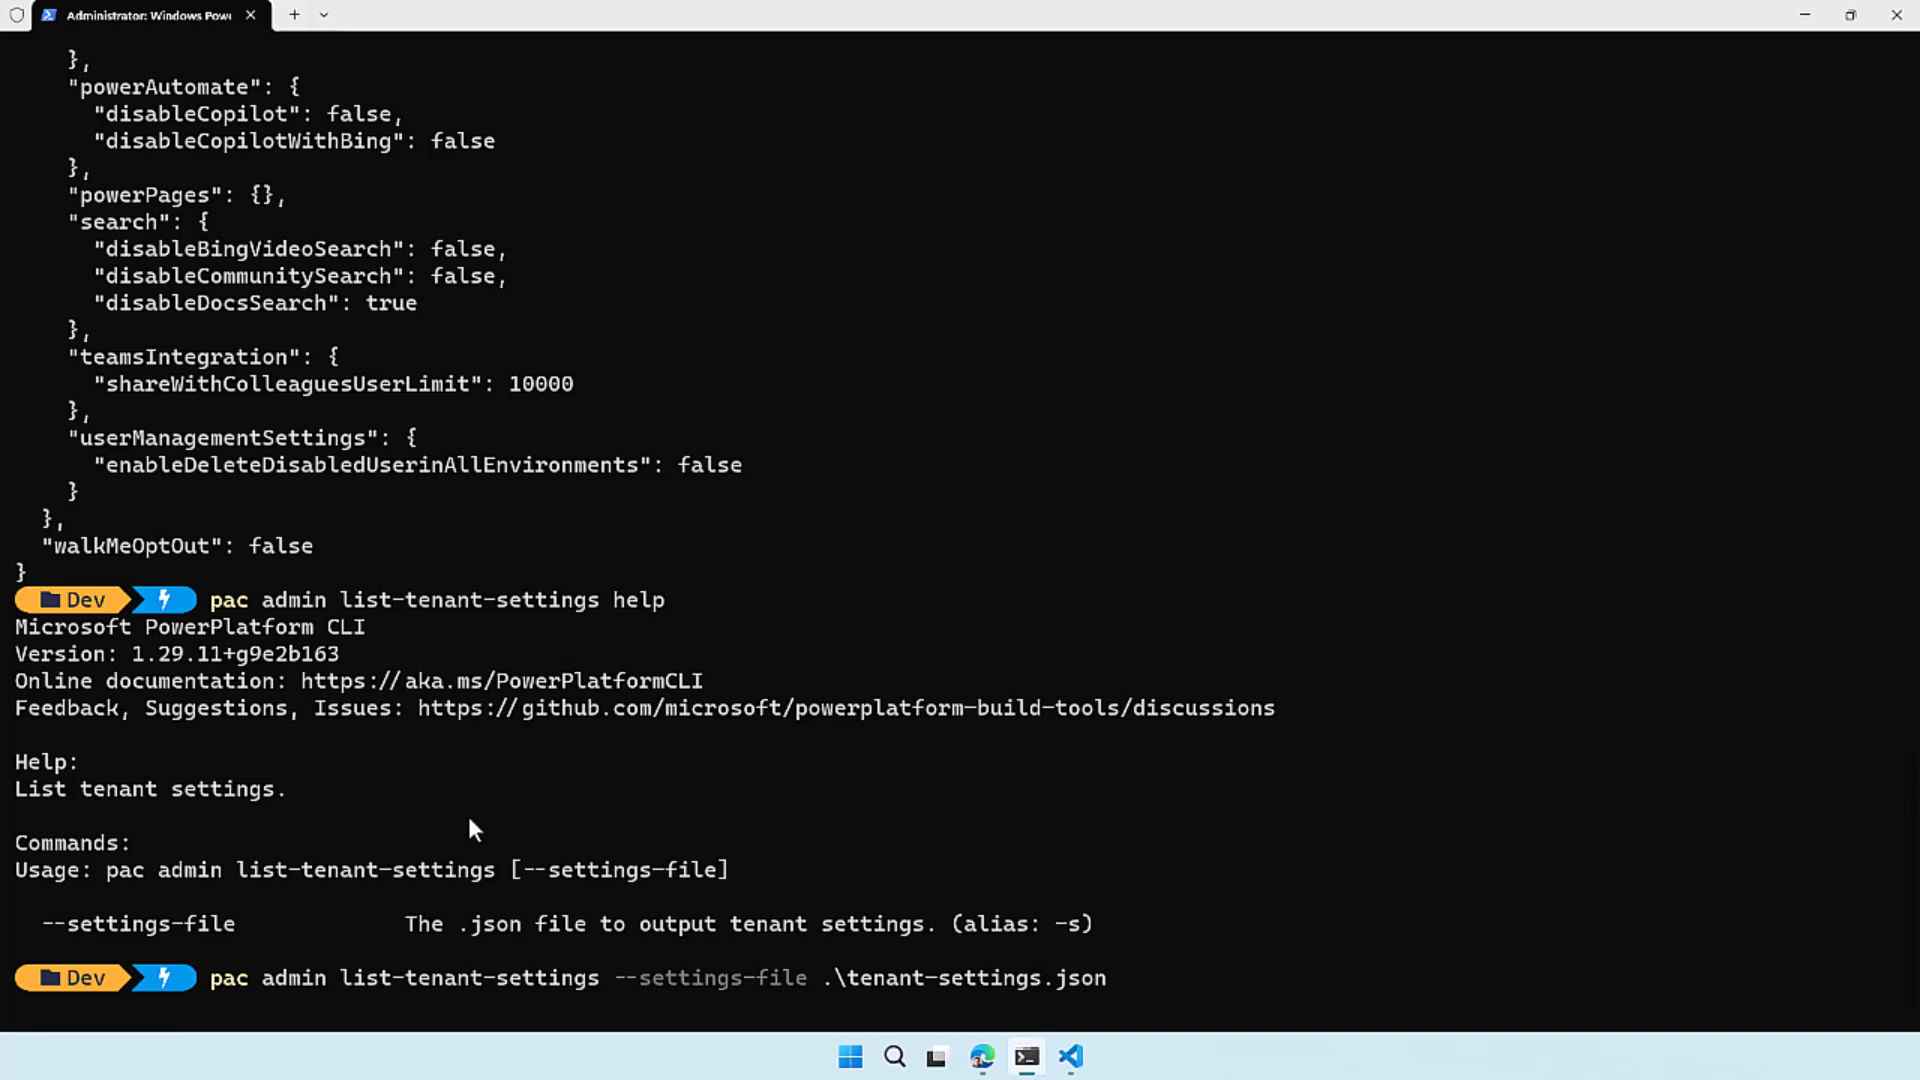 Administrator: Windows Pow
},
"powerAutomate": {
"disableCopilot": false,
"disableCopilotWithBing": false
},
"powerPages": {},
"search": {
"disableBingVideoSearch": false,
"disableCommunitySearch": false,
"disableDocsSearch": true
},
"teamsIntegration": {
"shareWithColleaguesUserLimit": 10000
},
"userManagementSettings": {
"enableDeleteDisabledUserinAllEnvironments": false
}
},
"walkMeOptOut": false
}
Dev pac admin list-tenant-settings help
Microsoft PowerPlatform CLI
Version: 1.29.11+g9e2b163
Online documentation: https://aka.ms/PowerPlatformCLI
Feedback, Suggestions, Issues: https://github.com/microsoft/powerplatform-build-tools/discussions
Help:
List tenant settings.
Commands:
Usage: pac admin list-tenant-settings [--settings-file]
--settings-file The .json file to output tenant settings. (alias: -s)
Dev pac admin list-tenant-settings --settings-file .\tenant-settings.json